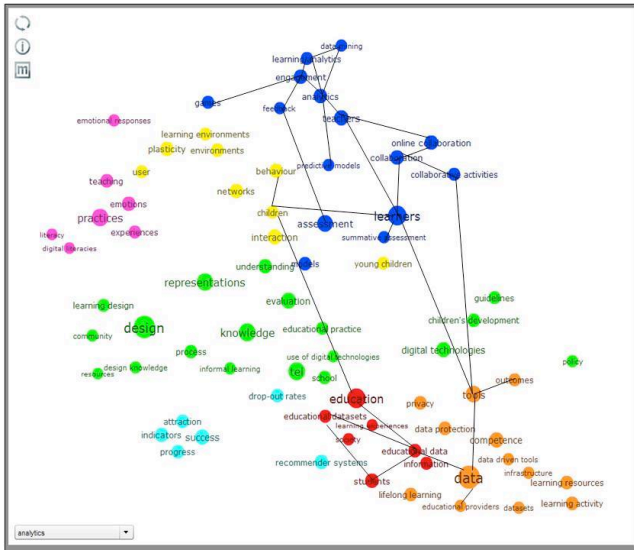 data mining
learning analytics
engagement
analytics
games
feedback
teachers
emotional responses
learning environments
online collaboration
plasticity
environments
collaboration
user
behaviour
predictive models
collaborative activities
teaching
networks
emotions
children
practices
assessment
learners
experiences
literacy
interaction
summative assessment
digital literacies
understanding
models
young children
representations
evaluation
guidelines
learning design
design
knowledge
educational practice
children's development
community
process
use of digital technologies
digital technologies
resources
design knowledge
informal learning
tel
school
policy
drop-out rates
education
tools
outcomes
privacy
educational datasets
attraction
learning experiences
data protection
indicators
success
society
competence
progress
educational data
recommender systems
information
data driven tools
students
data
infrastructure
learning resources
lifelong learning
educational providers
datasets
learning activity
m
i
analytics